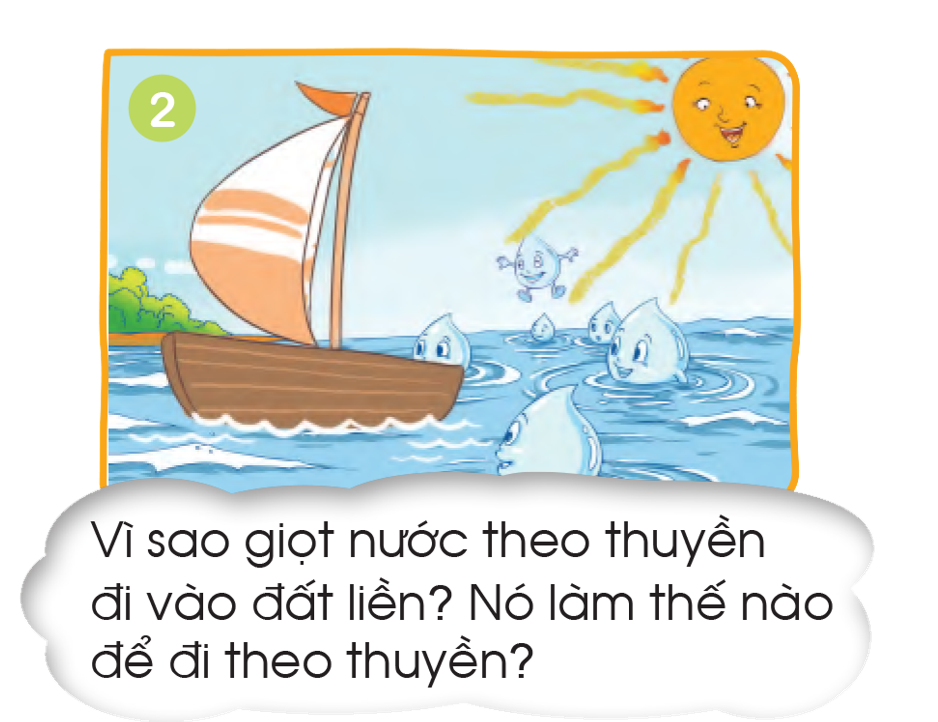 2
Vì sao giọt nước theo thuyền
đi vào đất liền? Nó làm thế nào
để đi theo thuyền?